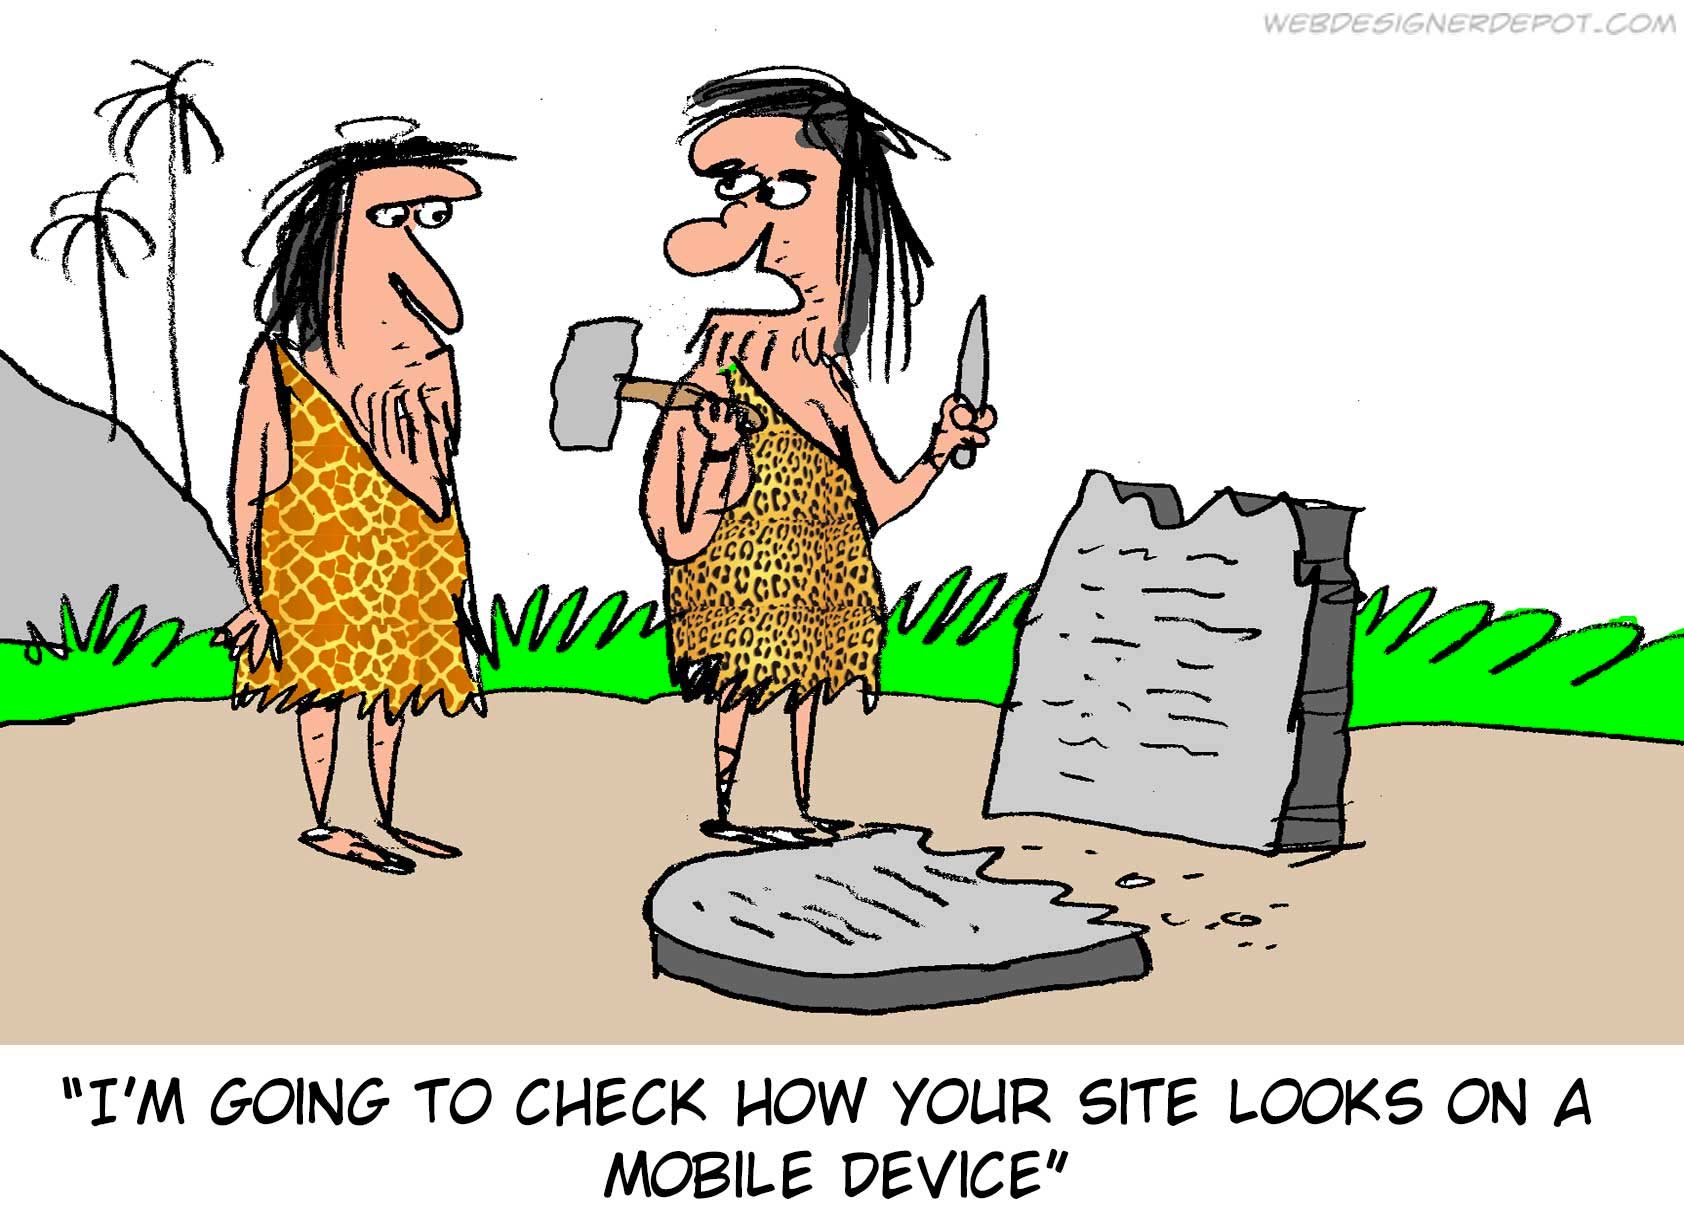 WEBDESIGNERDEPOT.COM
"I'M GOING TO CHECK HOW YOUR SITE LOOKS ON A
MOBILE DEVICE"